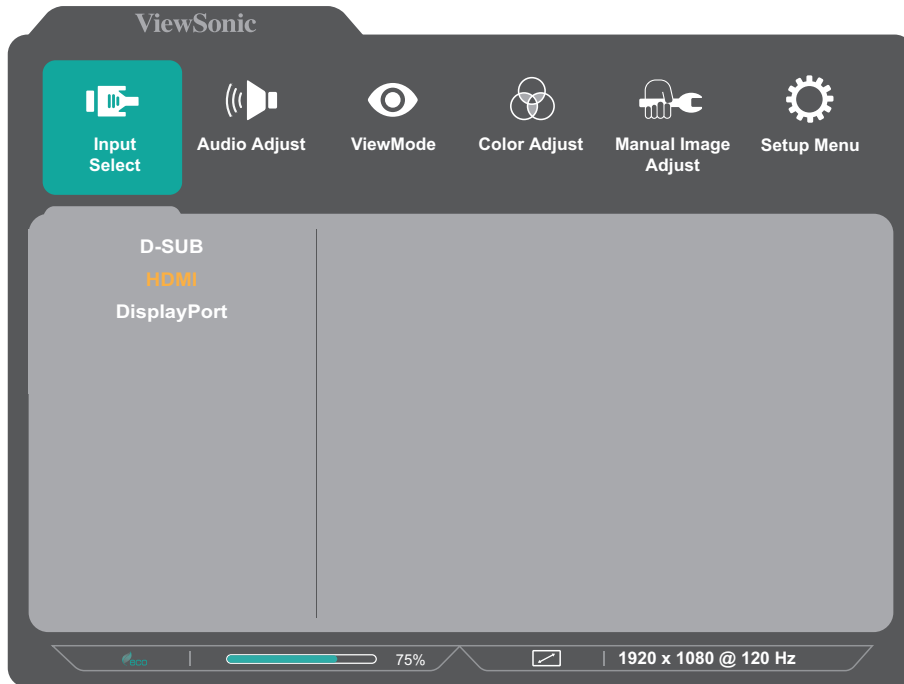 ViewSonic
Input
Select
Audio Adjust
ViewMode
Color Adjust
Manual Image
Adjust
Setup Menu
D-SUB
HDMI
DisplayPort
eco
75%
1920 x 1080 @ 120 Hz